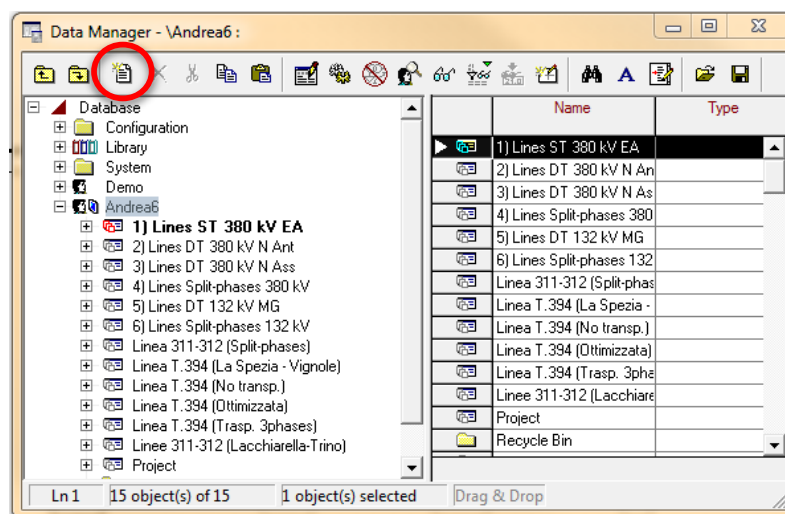 Data Manager - \Andrea6 :
Database
Configuration
Library
System
Demo
Andrea6
1) Lines ST 380 kV EA
2) Lines DT 380 kV N Ant
3) Lines DT 380 kV N Ass
4) Lines Split-phases 380 kV
5) Lines DT 132 kV MG
6) Lines Split-phases 132 kV
Linea 311-312 (Split-phases)
Linea T.394 (La Spezia - Vignole)
Linea T.394 (No transp.)
Linea T.394 (Ottimizzata)
Linea T.394 (Trasp. 3phases)
Linee 311-312 (Lacchiarella-Trino)
Project
Name Type
1) Lines ST 380 kV EA
2) Lines DT 380 kV N An
3) Lines DT 380 kV N As
4) Lines Split-phases 380
5) Lines DT 132 kV MG
6) Lines Split-phases 132
Linea 311-312 (Split-phas
Linea T.394 (La Spezia -
Linea T.394 (No transp.)
Linea T.394 (Ottimizzata)
Linea T.394 (Trasp. 3pha
Linee 311-312 (Lacchiare
Project
Recycle Bin
Ln 1 15 object(s) of 15 1 object(s) selected Drag & Drop